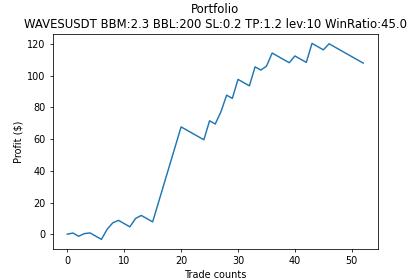 Portfolio
WAVESUSDT BBM:2.3 BBL:200 SL:0.2 TP:1.2 lev:10 WinRatio:45.0
120
100
80
60
40
20
0
Profit ($)
0 10 20 30 40 50
Trade counts